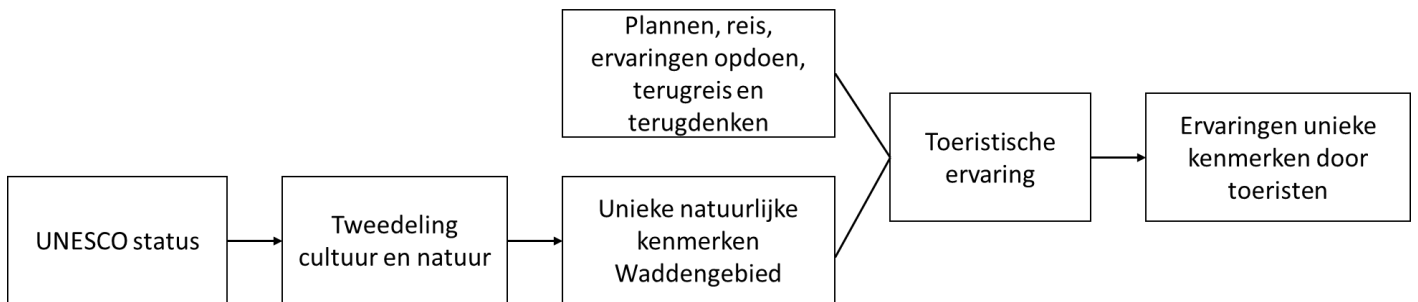 Plannen, reis,
ervaringen opdoen,
terugreis en
terugdenken
Toeristische
ervaring
Ervaringen unieke
kenmerken door
toeristen
UNESCO status
Tweedeling
cultuur en natuur
Unieke natuurlijke
kenmerken
Waddengebied